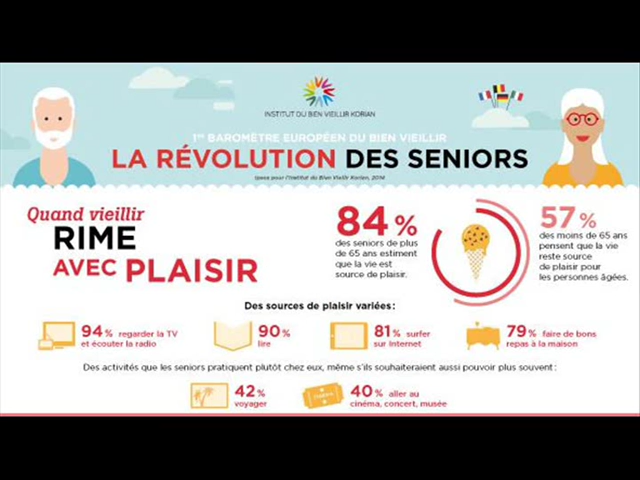 INSTITUT DU BIEN VIEILLIR KORIAN
1er BAROMÈTRE EUROPÉEN DU BIEN VIEILLIR
LA RÉVOLUTION DES SENIORS
Ipsos pour l'Institut du Bien Vieillir Korian, 2014
Quand vieillir
RIME
AVEC PLAISIR
84%
des seniors de plus
de 65 ans estiment
que la vie est
source de plaisir.
57%
des moins de 65 ans
pensent que la vie
reste source
de plaisir pour
les personnes âgées.
Des sources de plaisir variées :
94% regarder la TV
et écouter la radio
90%
lire
81% surfer
sur Internet
79% faire de bons
repas à la maison
Des activités que les seniors pratiquent plutôt chez eux, même s'ils souhaiteraient aussi pouvoir plus souvent :
42%
voyager
40% aller au
cinéma, concert, musée